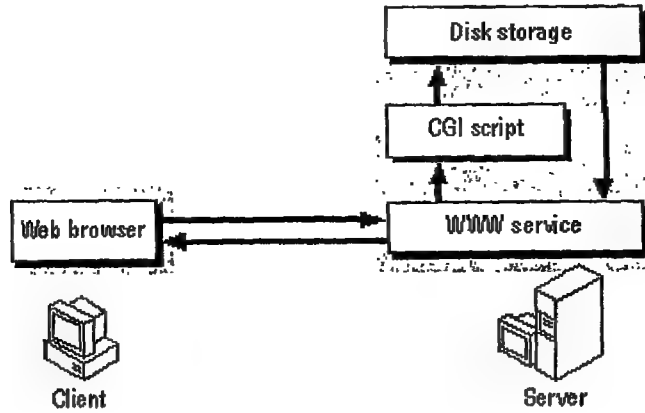 Disk storage
CGI script
Web browser
WWW service
Client
Server